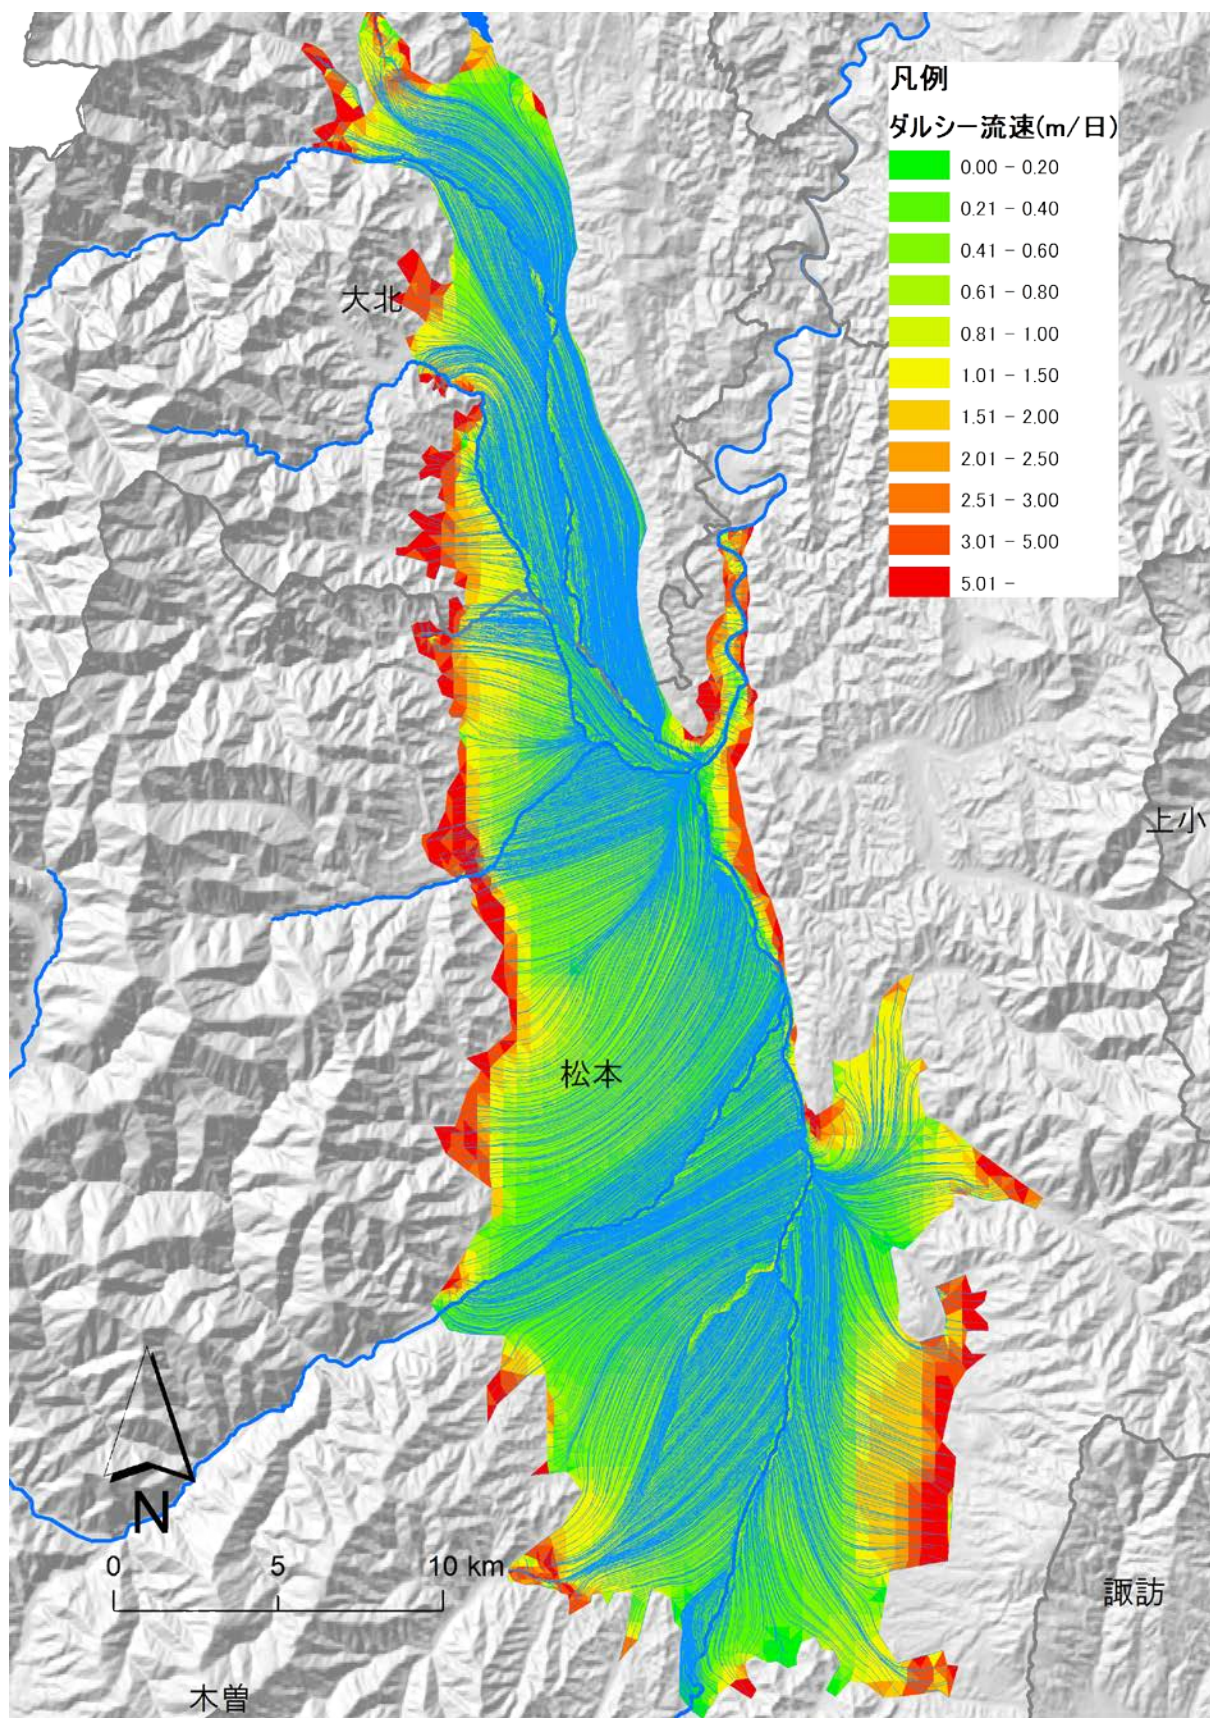 凡例
ダルシー流速(m/日)
0.00 - 0.20
0.21 - 0.40
0.41 - 0.60
0.61 - 0.80
0.81 - 1.00
1.01 - 1.50
1.51 - 2.00
2.01 - 2.50
2.51 - 3.00
3.01 - 5.00
5.01 -
大北
上小
松本
N
0 5 10 km
諏訪
木曽